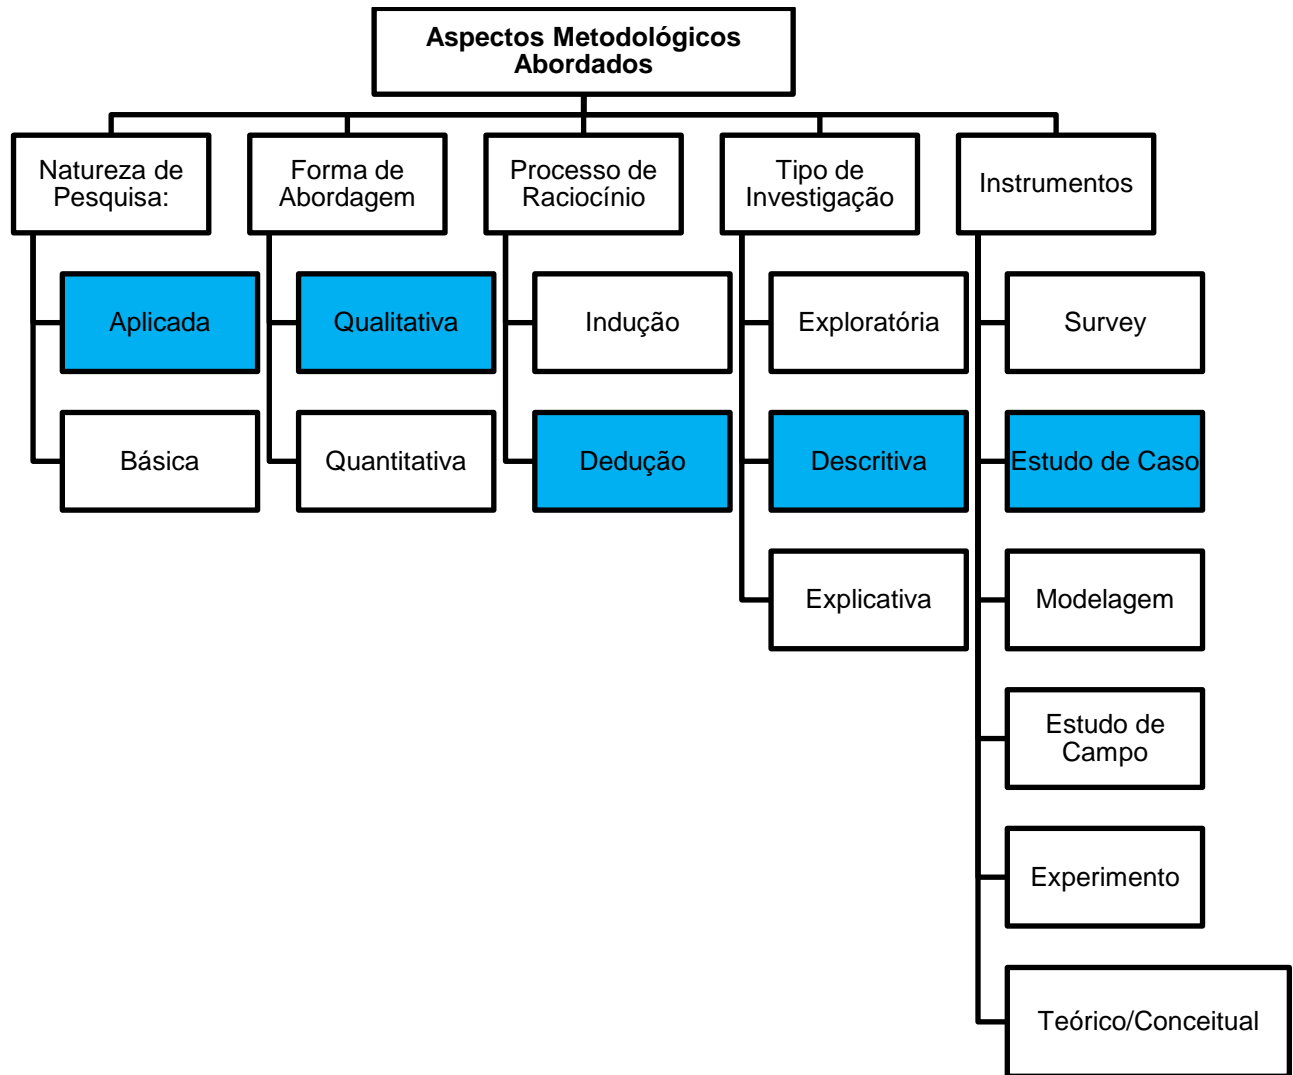 Aspectos Metodológicos
Abordados
Natureza de
Pesquisa:
Forma de
Abordagem
Processo de
Raciocínio
Tipo de
Investigação
Instrumentos
Aplicada
Qualitativa
Indução
Exploratória
Survey
Básica
Quantitativa
Dedução
Descritiva
Estudo de Caso
Explicativa
Modelagem
Estudo de
Campo
Experimento
Teórico/Conceitual